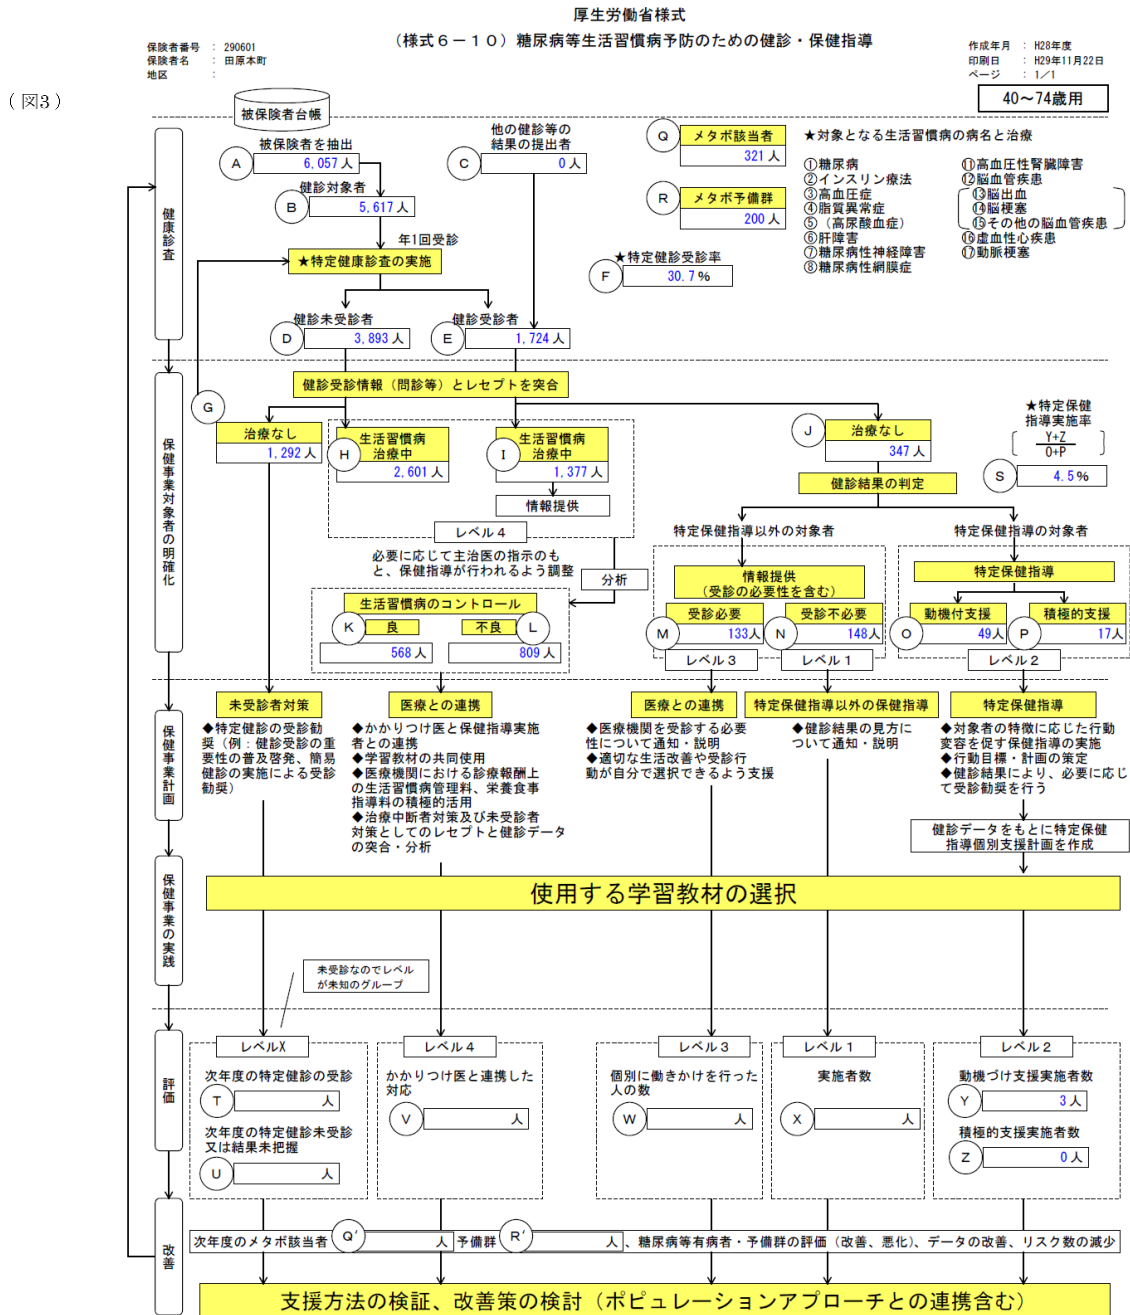 厚生労働省様式
(様式6－10)糖尿病等生活習慣病予防のための健診・保健指導
保険者番号 : 290601
保険者名 : 田原本町
地区 :
作成年月 : H28年度
印刷日 : H29年11月22日
ページ : 1/1
(図3)
40～74歳用
被保険者台帳
被保険者を抽出
A 6,057人
健診対象者
B 5,617人
他の健診等の
結果の提出者
C 0人
年1回受診
★特定健康診査の実施
Q メタボ該当者
321人
R メタボ予備群
200人
★特定健診受診率
F 30.7%
★対象となる生活習慣病の病名と治療
①糖尿病
②インスリン療法
③高血圧症
④脂質異常症
⑤(高尿酸血症)
⑥肝障害
⑦糖尿病性神経障害
⑧糖尿病性網膜症
⑪高血圧性腎臓障害
⑫脳血管疾患
⑬脳出血
⑭脳梗塞
⑮その他の脳血管疾患
⑯虚血性心疾患
⑰動脈梗塞
健康診査
健診未受診者
D 3,893人
健診受診者
E 1,724人
健診受診情報(問診等)とレセプトを突合
保健事業対象者の明確化
G
治療なし
1,292人
H 生活習慣病
治療中
2,601人
I 生活習慣病
治療中
1,377人
情報提供
レベル4
J 治療なし
347人
健診結果の判定
★特定保健
指導実施率
Y+Z
O+P
S 4.5%
特定保健指導以外の対象者
特定保健指導の対象者
必要に応じて主治医の指示のも
と、保健指導が行われるよう調整
分析
生活習慣病のコントロール
K 良
568人
不良 L
809人
情報提供
(受診の必要性を含む)
受診必要
M 133人
受診不必要
N 148人
レベル3
レベル1
特定保健指導
動機付支援
O 49人
積極的支援
P 17人
レベル2
保健事業計画
未受診者対策
◆特定健診の受診勧
奨(例:健診受診の重
要性の普及啓発、簡易
健診の実施による受診
勧奨)
医療との連携
◆かかりつけ医と保健指導実施
者との連携
◆学習教材の共同使用
◆医療機関における診療報酬上
の生活習慣病管理料、栄養食事
指導料の積極的活用
◆治療中断者対策及び未受診者
対策としてのレセプトと健診データ
の突合・分析
医療との連携
◆医療機関を受診する必要
性について通知・説明
◆適切な生活改善や受診行
動が自分で選択できるよう支援
特定保健指導以外の保健指導
◆健診結果の見方に
ついて通知・説明
特定保健指導
◆対象者の特徴に応じた行動
変容を促す保健指導の実施
◆行動目標・計画の策定
◆健診結果により、必要に応じ
て受診勧奨を行う
健診データをもとに特定保健
指導個別支援計画を作成
保健事業の実践
使用する学習教材の選択
未受診なのでレベル
が未知のグループ
評価
レベルX
次年度の特定健診の受診
T 人
次年度の特定健診未受診
又は結果未把握
U 人
レベル4
かかりつけ医と連携した
対応
V 人
レベル3
個別に働きかけを行った
人の数
W 人
レベル1
実施者数
X 人
レベル2
動機づけ支援実施者数
Y 3人
積極的支援実施者数
Z 0人
改善
次年度のメタボ該当者 Q′ 人 予備群 R′ 人、糖尿病等有病者・予備群の評価(改善、悪化)、データの改善、リスク数の減少
支援方法の検証、改善策の検討(ポピュレーションアプローチとの連携含む)